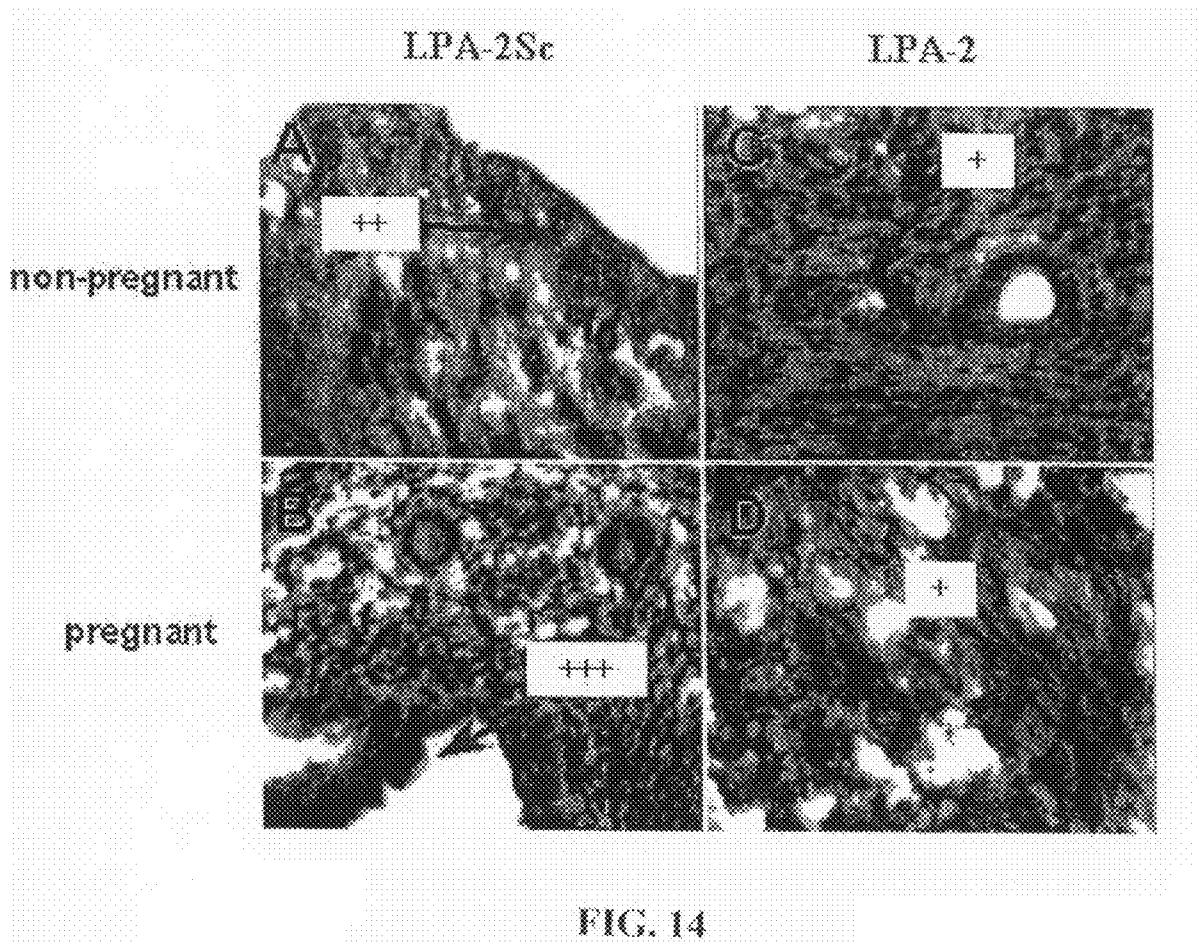 LPA-2Sc LPA-2
A C
++ +
non-pregnant
B D
+
pregnant
+++
FIG. 14